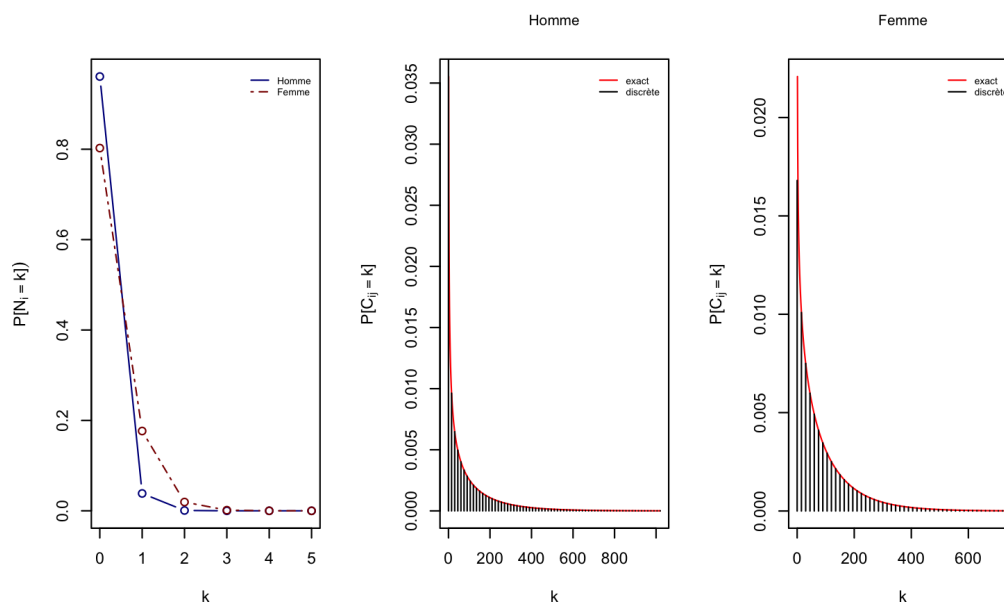 Homme
Femme
P[Nᵢ = k])
0.0
0.2
0.4
0.6
0.8
0 1 2 3 4 5
k
Homme
Femme
P[Cᵢⱼ = k]
0.000
0.005
0.010
0.015
0.020
0.025
0.030
0.035
0 200 400 600 800
k
exact
discrète
P[Cᵢⱼ = k]
0.000
0.005
0.010
0.015
0.020
0 200 400 600
k
exact
discrète